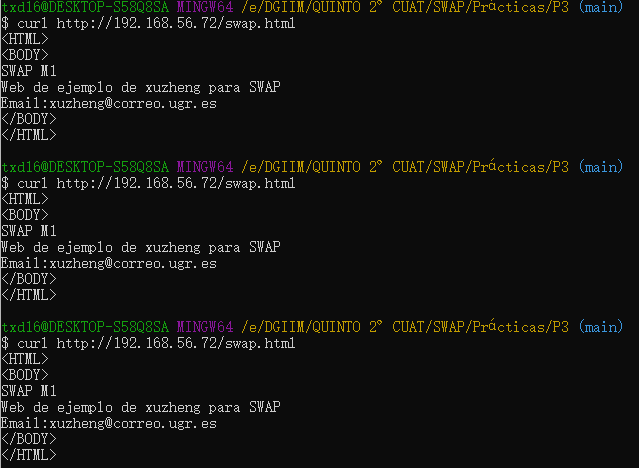 txd16@DESKTOP-S58Q8SA MINGW64 /e/DGIIM/QUINTO 2° CUAT/SWAP/Prácticas/P3 (main)
$ curl http://192.168.56.72/swap.html
<HTML>
<BODY>
SWAP M1
Web de ejemplo de xuzheng para SWAP
Email:xuzheng@correo.ugr.es
</BODY>
</HTML>
txd16@DESKTOP-S58Q8SA MINGW64 /e/DGIIM/QUINTO 2° CUAT/SWAP/Prácticas/P3 (main)
$ curl http://192.168.56.72/swap.html
<HTML>
<BODY>
SWAP M1
Web de ejemplo de xuzheng para SWAP
Email:xuzheng@correo.ugr.es
</BODY>
</HTML>
txd16@DESKTOP-S58Q8SA MINGW64 /e/DGIIM/QUINTO 2° CUAT/SWAP/Prácticas/P3 (main)
$ curl http://192.168.56.72/swap.html
<HTML>
<BODY>
SWAP M1
Web de ejemplo de xuzheng para SWAP
Email:xuzheng@correo.ugr.es
</BODY>
</HTML>